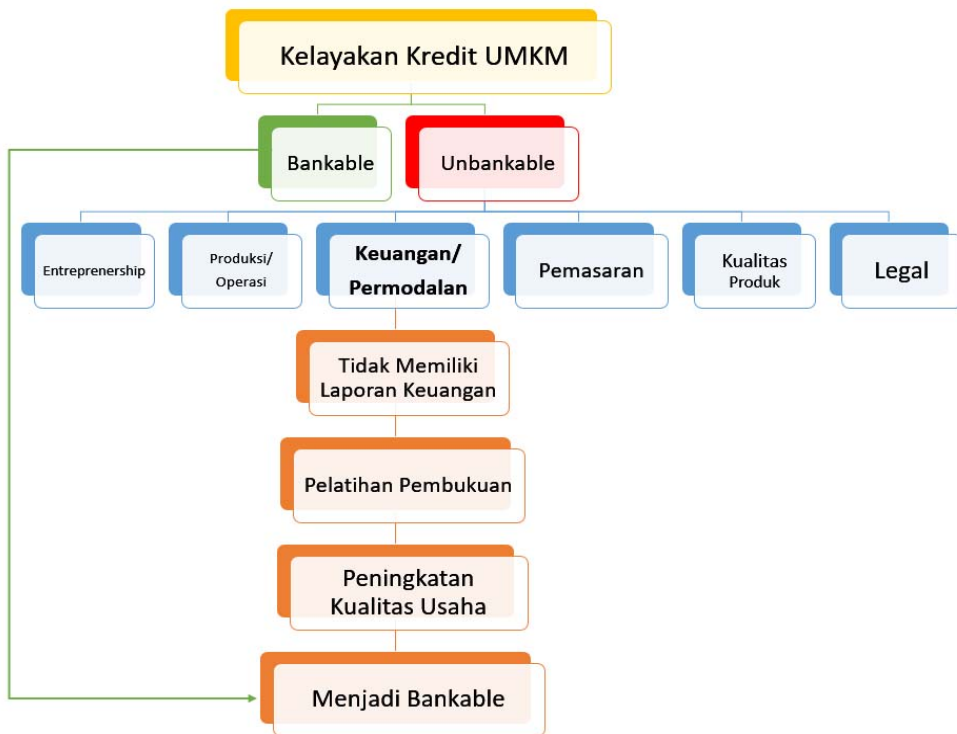 Kelayakan Kredit UMKM
Bankable
Unbankable
Entreprenership
Produksi/
Operasi
Keuangan/
Permodalan
Pemasaran
Kualitas
Produk
Legal
Tidak Memiliki
Laporan Keuangan
Pelatihan Pembukuan
Peningkatan
Kualitas Usaha
Menjadi Bankable